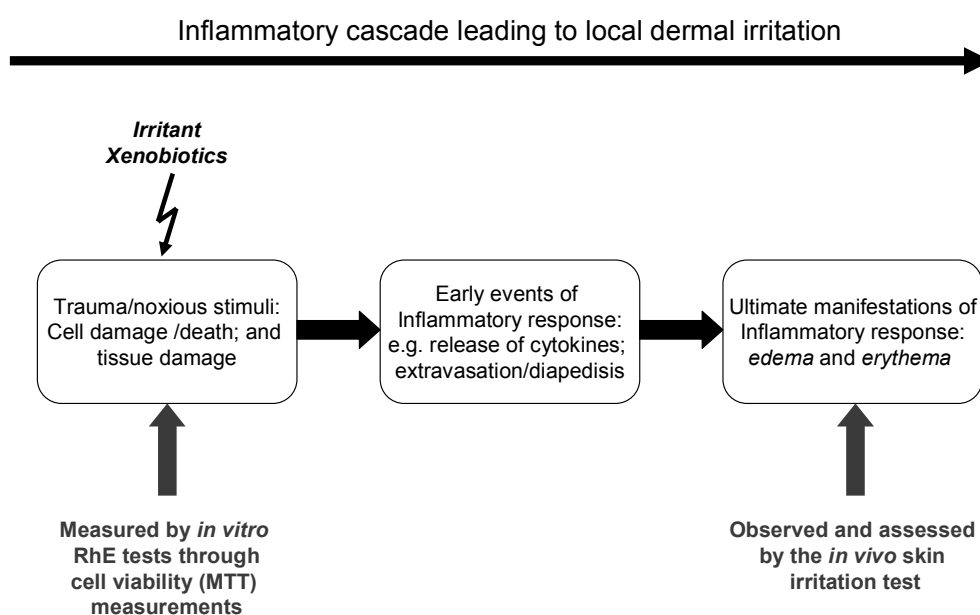 Inflammatory cascade leading to local dermal irritation
Irritant
Xenobiotics
Trauma/noxious stimuli:
Cell damage /death; and
tissue damage
Early events of
Inflammatory response:
e.g. release of cytokines;
extravasation/diapedisis
Ultimate manifestations of
Inflammatory response:
edema and erythema
Measured by in vitro
RhE tests through
cell viability (MTT)
measurements
Observed and assessed
by the in vivo skin
irritation test